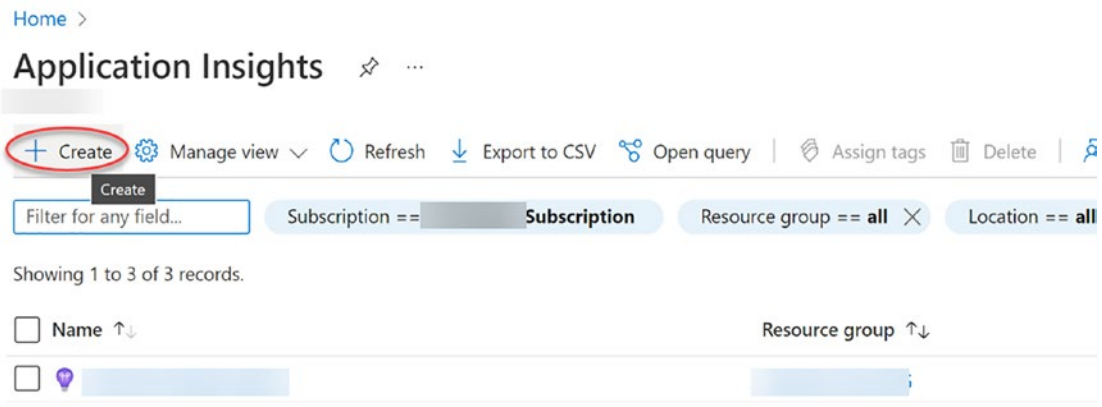 Home >
Application Insights ...
+ Create Manage view Refresh Export to CSV Open query Assign tags Delete
Create
Filter for any field... Subscription == Subscription Resource group == all Location == all
Showing 1 to 3 of 3 records.
Name ↑↓ Resource group ↑↓